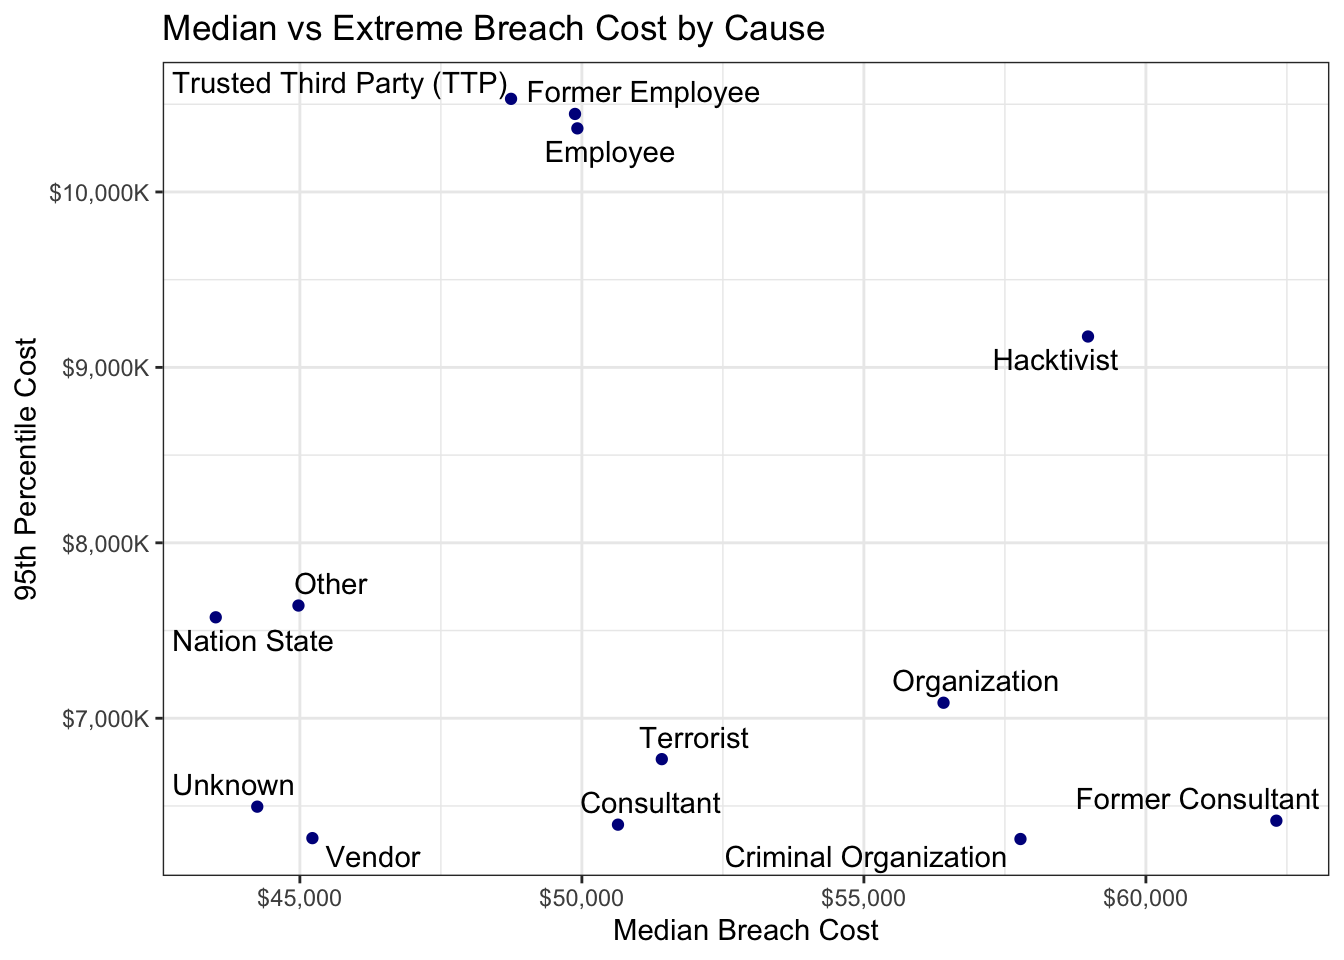 Median vs Extreme Breach Cost by Cause
Trusted Third Party (TTP)
Former Employee
Employee
$10,000K
Hacktivist
$9,000K
95th Percentile Cost
$8,000K
Other
Nation State
Organization
$7,000K
Terrorist
Unknown
Consultant
Former Consultant
Vendor
Criminal Organization
$45,000
$50,000
$55,000
$60,000
Median Breach Cost